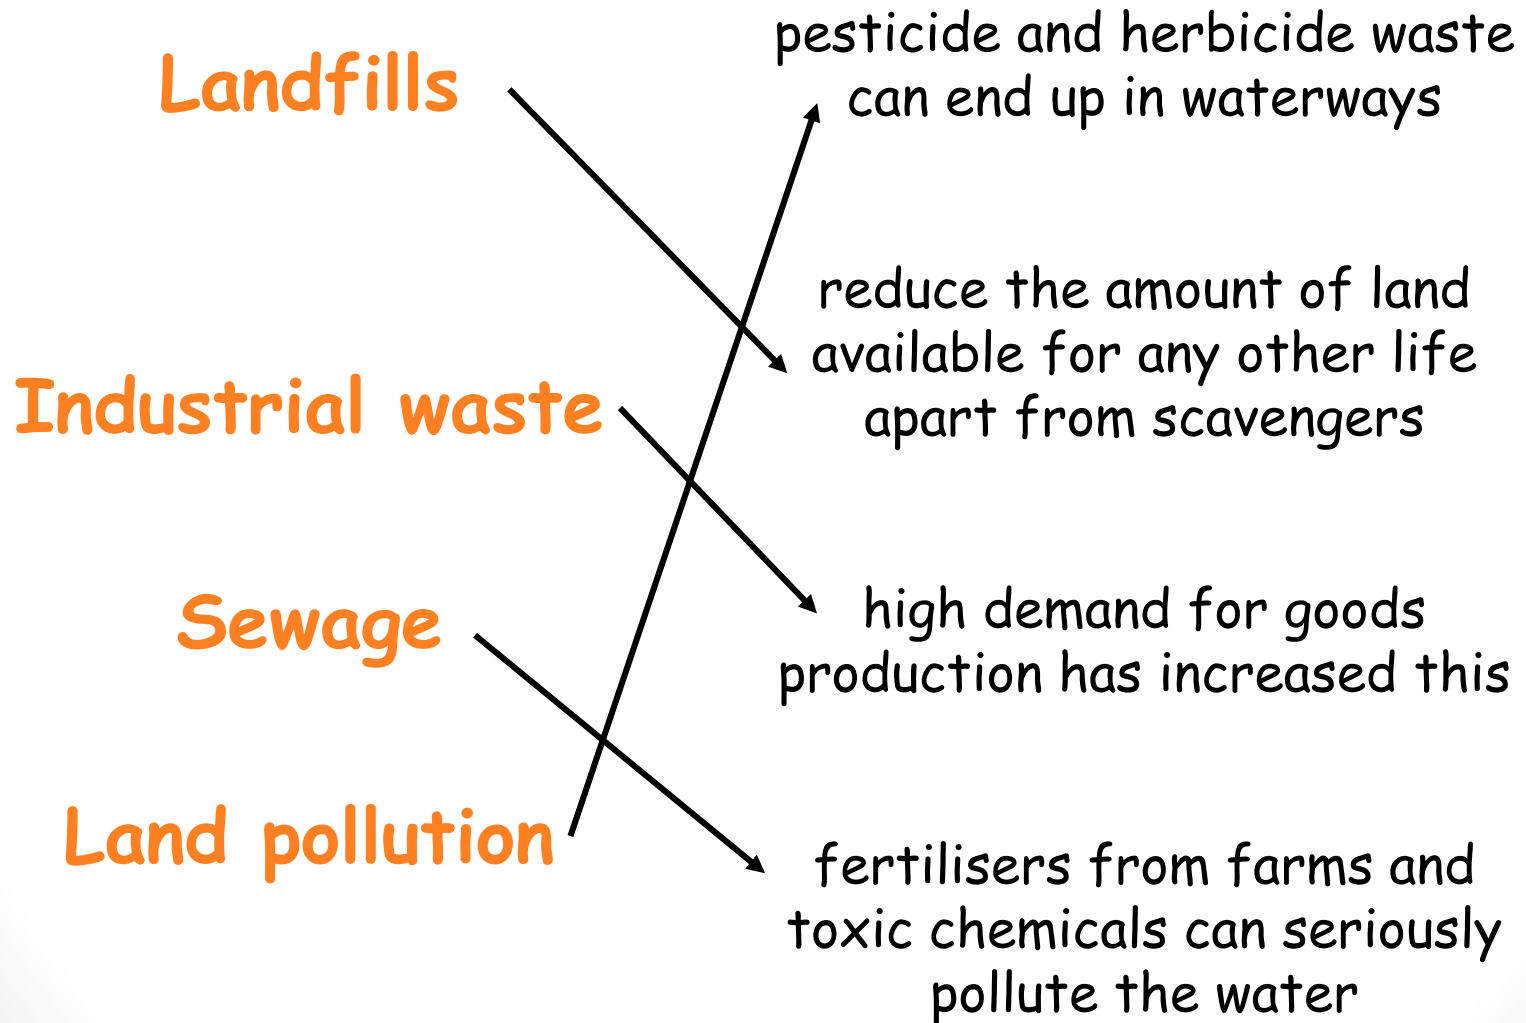 Landfills
Industrial waste
Sewage
Land pollution
pesticide and herbicide waste
can end up in waterways
reduce the amount of land
available for any other life
apart from scavengers
high demand for goods
production has increased this
fertilisers from farms and
toxic chemicals can seriously
pollute the water